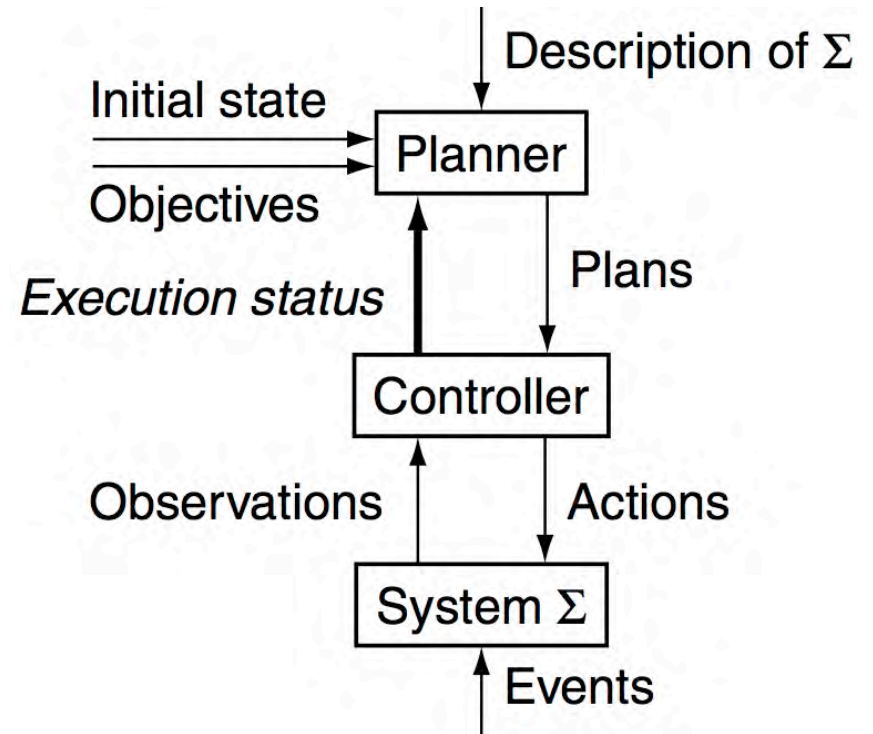 Description of Σ
Initial state
Planner
Objectives
Plans
Execution status
Controller
Observations
Actions
System Σ
Events